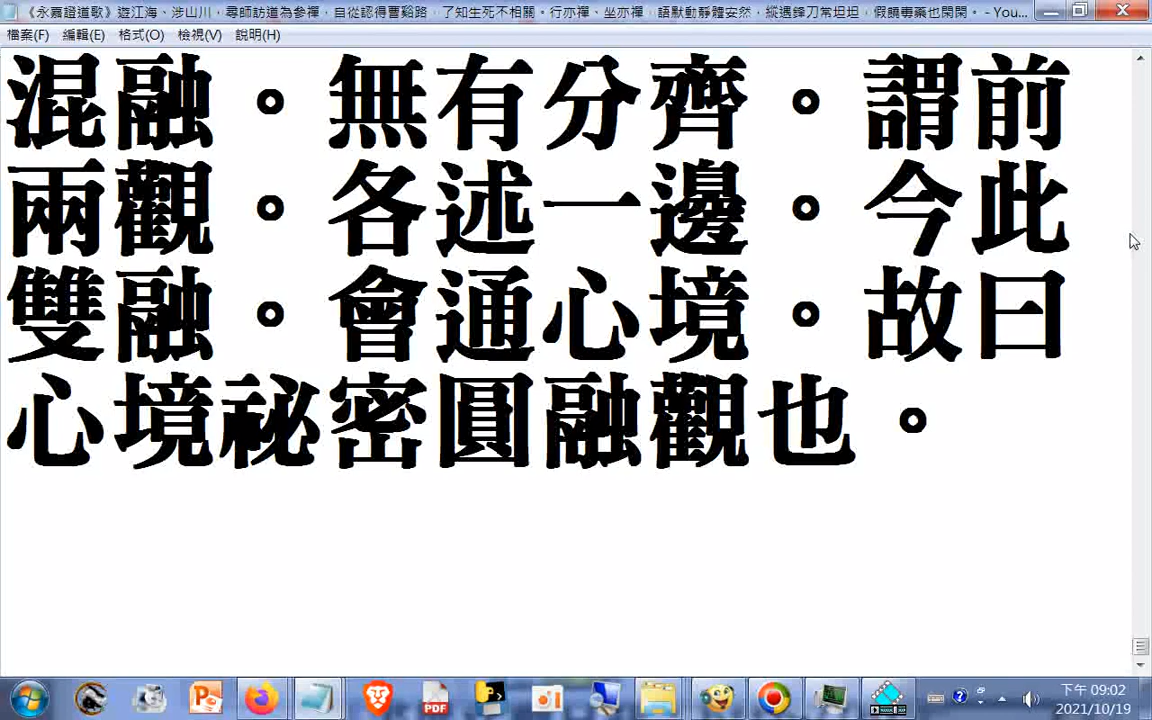 《永嘉證道歌》遊江海、涉山川，尋師訪道為參禪，自從認得曹谿路，了知生死不相關。行亦禪、坐亦禪，語默動靜體安然，縱遇鋒刀常坦坦，假饒毒藥也閑閑。- You...
檔案(F) 編輯(E) 格式(O) 檢視(V) 說明(H)
混融。無有分齊。謂前
兩觀。各述一邊。今此
雙融。會通心境。故曰
心境祕密圓融觀也。
下午 09:02
2021/10/19